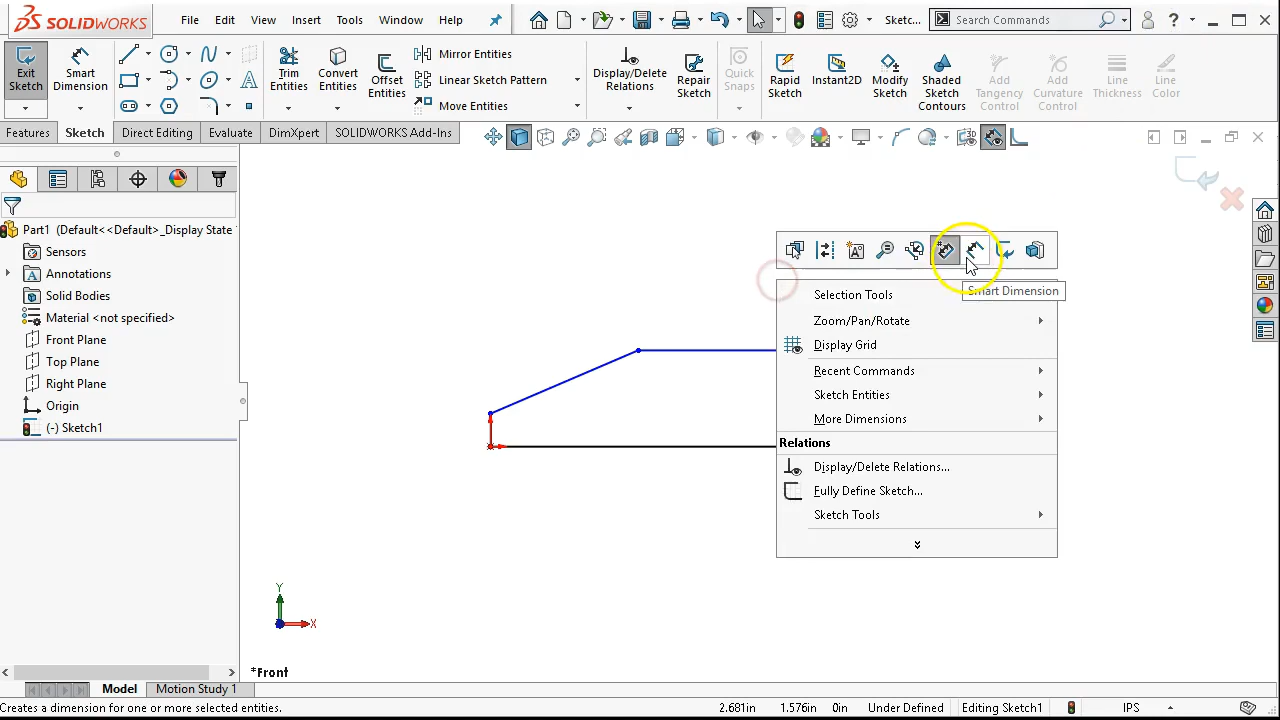 SOLIDWORKS
File Edit View Insert Tools Window Help
Sketc...
Search Commands
Exit Sketch
Smart Dimension
Trim Entities
Convert Entities
Offset Entities
Mirror Entities
Linear Sketch Pattern
Move Entities
Display/Delete Relations
Repair Sketch
Quick Snaps
Rapid Sketch
Instant2D
Modify Sketch
Shaded Sketch Contours
Add Tangency Control
Add Curvature Control
Line Thickness
Line Color
Features Sketch Direct Editing Evaluate DimXpert SOLIDWORKS Add-Ins
Part1 (Default<<Default>_Display State
Sensors
Annotations
Solid Bodies
Material <not specified>
Front Plane
Top Plane
Right Plane
Origin
(-) Sketch1
Smart Dimension
Selection Tools
Zoom/Pan/Rotate
Display Grid
Recent Commands
Sketch Entities
More Dimensions
Relations
Display/Delete Relations...
Fully Define Sketch...
Sketch Tools
Y
X
*Front
Model Motion Study 1
Creates a dimension for one or more selected entities. 2.681in 1.576in 0in Under Defined Editing Sketch1 IPS